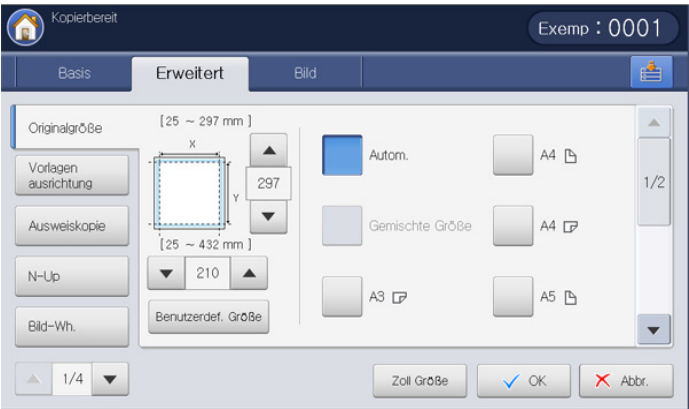 Kopierbereit
Exemp : 0001
Basis
Erweitert
Bild
Originalgröße
Vorlagen
ausrichtung
Ausweiskopie
N-Up
Bild-Wh.
1/4
[25 ~ 297 mm ]
X
Y
297
[25 ~ 432 mm ]
210
Benutzerdef. Größe
Autom.
A4
Gemischte Größe
A4
A3
A5
1/2
Zoll Größe
OK
Abbr.